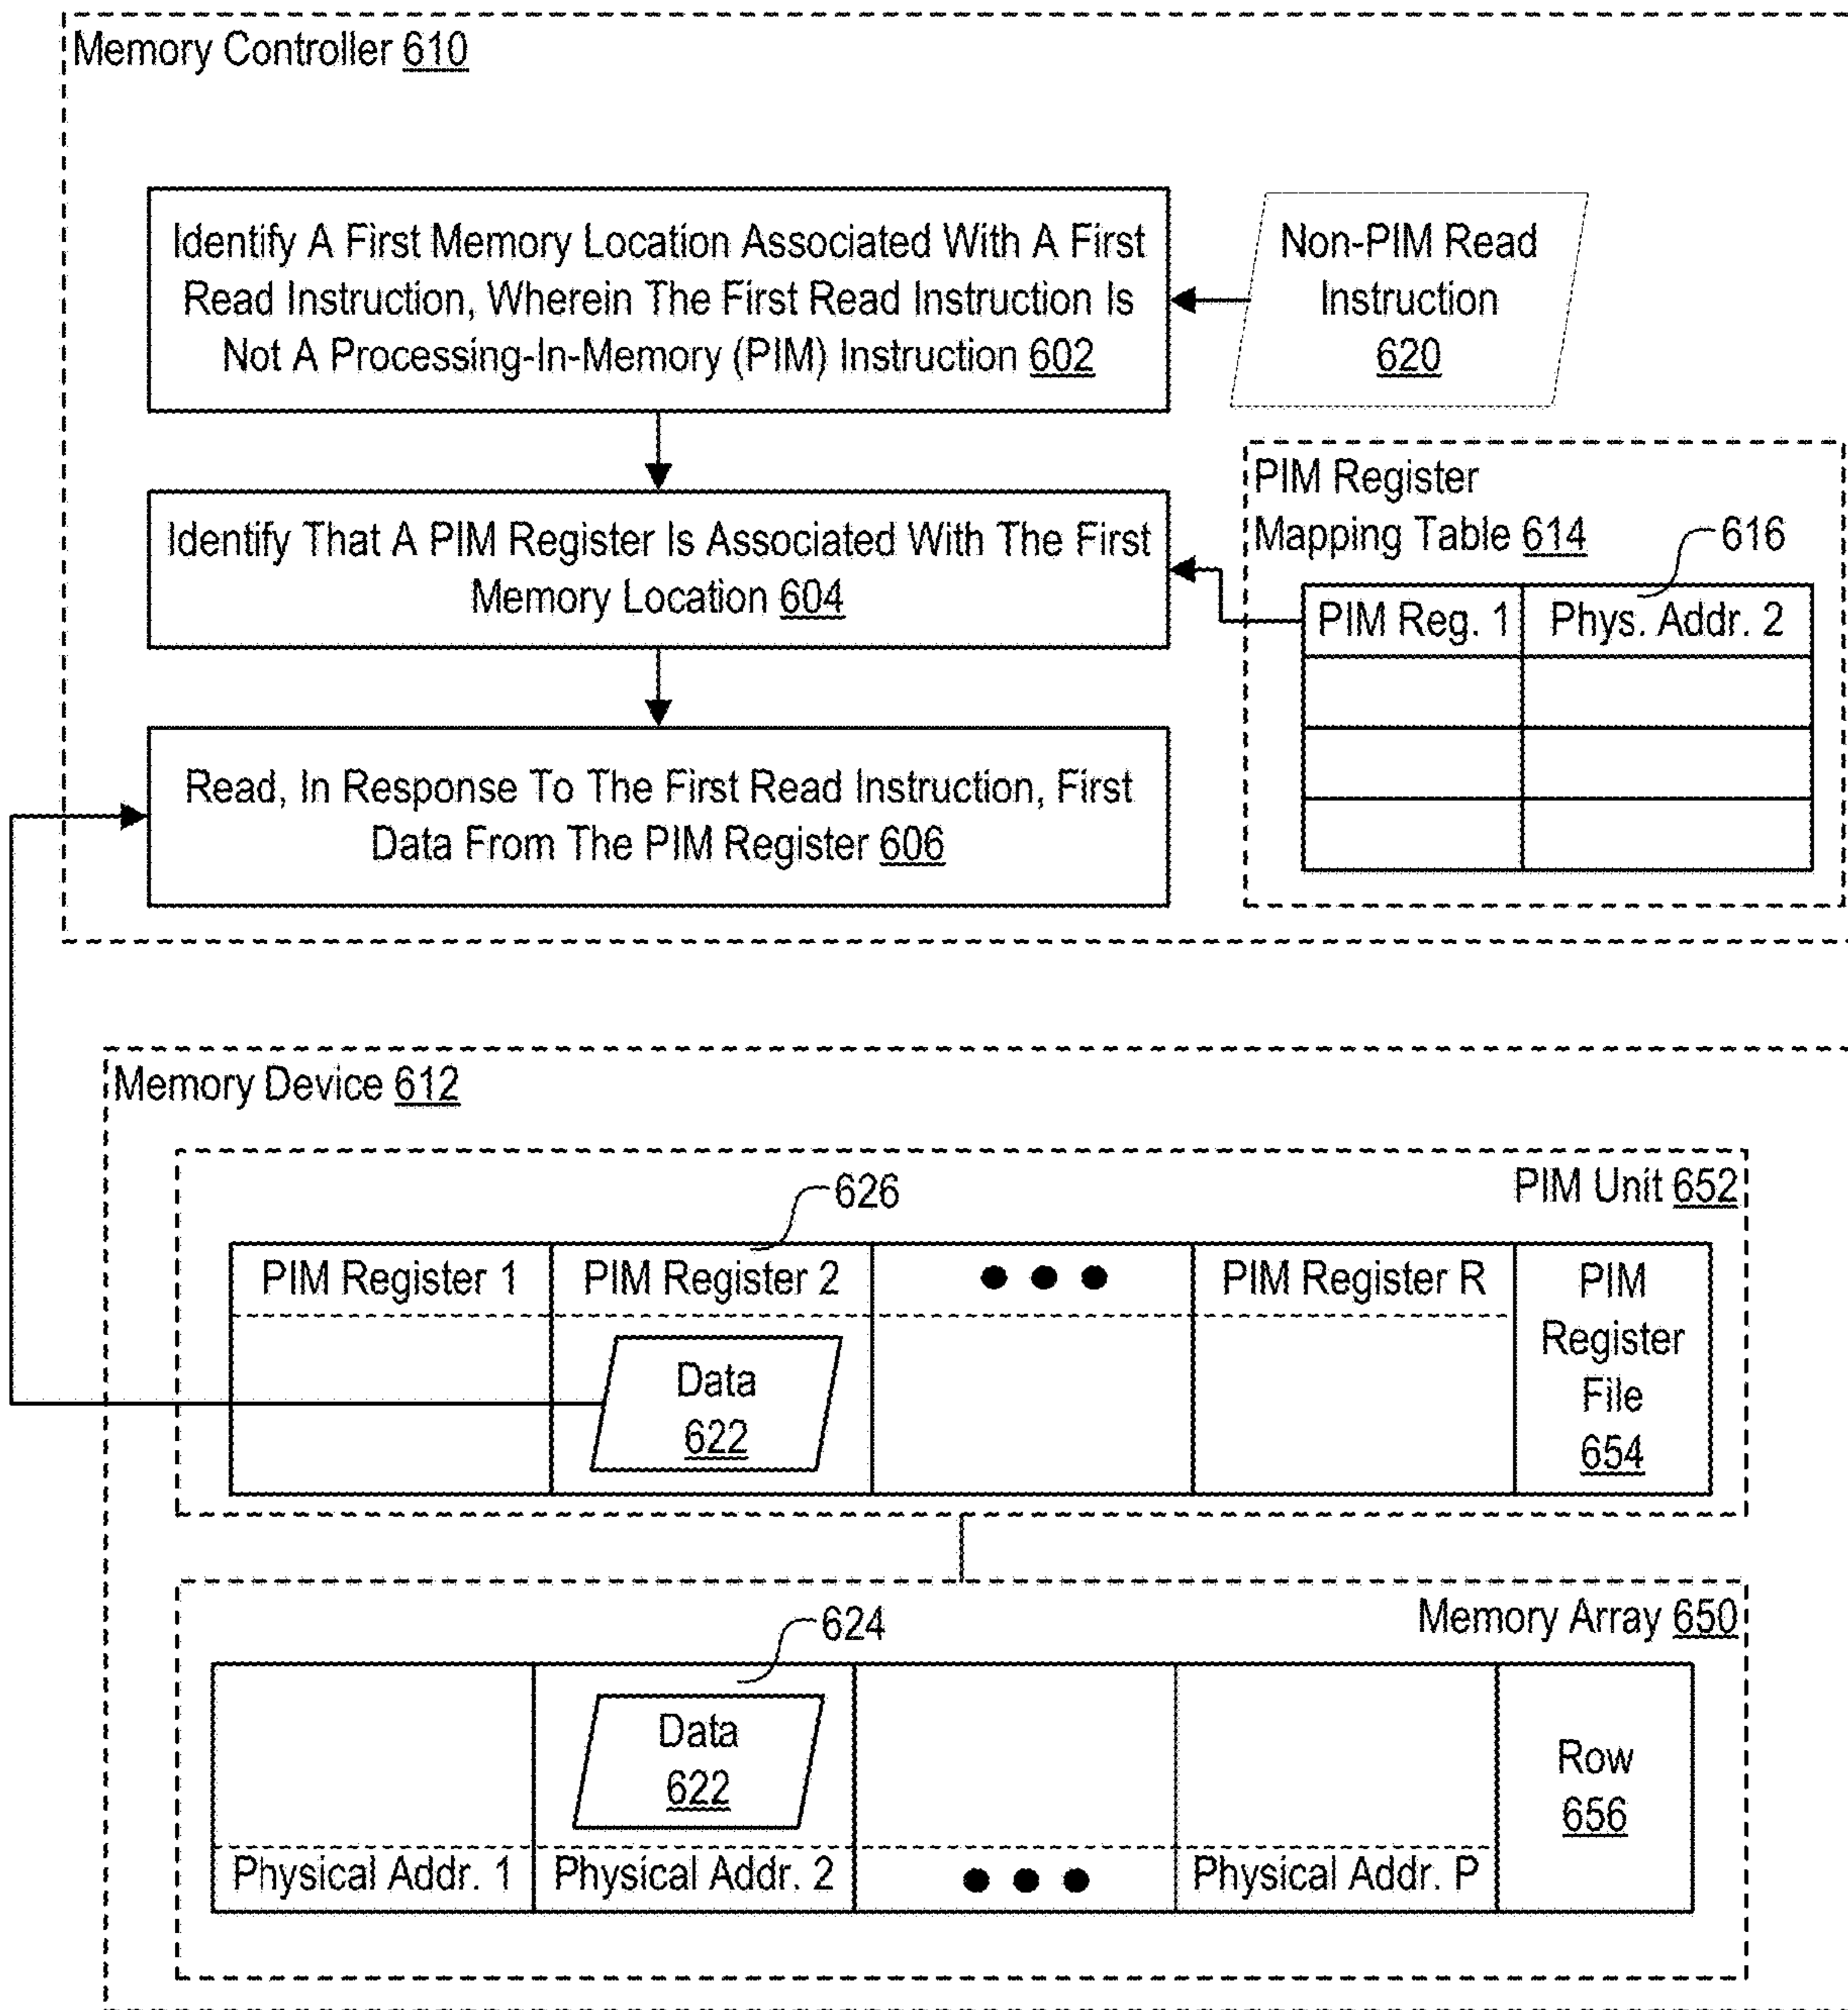 Memory Controller 610
Identify A First Memory Location Associated With A First
Read Instruction, Wherein The First Read Instruction Is
Not A Processing-In-Memory (PIM) Instruction 602
Non-PIM Read
Instruction
620
Identify That A PIM Register Is Associated With The First
Memory Location 604
PIM Register
Mapping Table 614
616
PIM Reg. 1
Phys. Addr. 2
Read, In Response To The First Read Instruction, First
Data From The PIM Register 606
Memory Device 612
PIM Unit 652
626
PIM Register 1
PIM Register 2
PIM Register R
PIM
Register
File
654
Data
622
Memory Array 650
624
Data
622
Row
656
Physical Addr. 1
Physical Addr. 2
Physical Addr. P